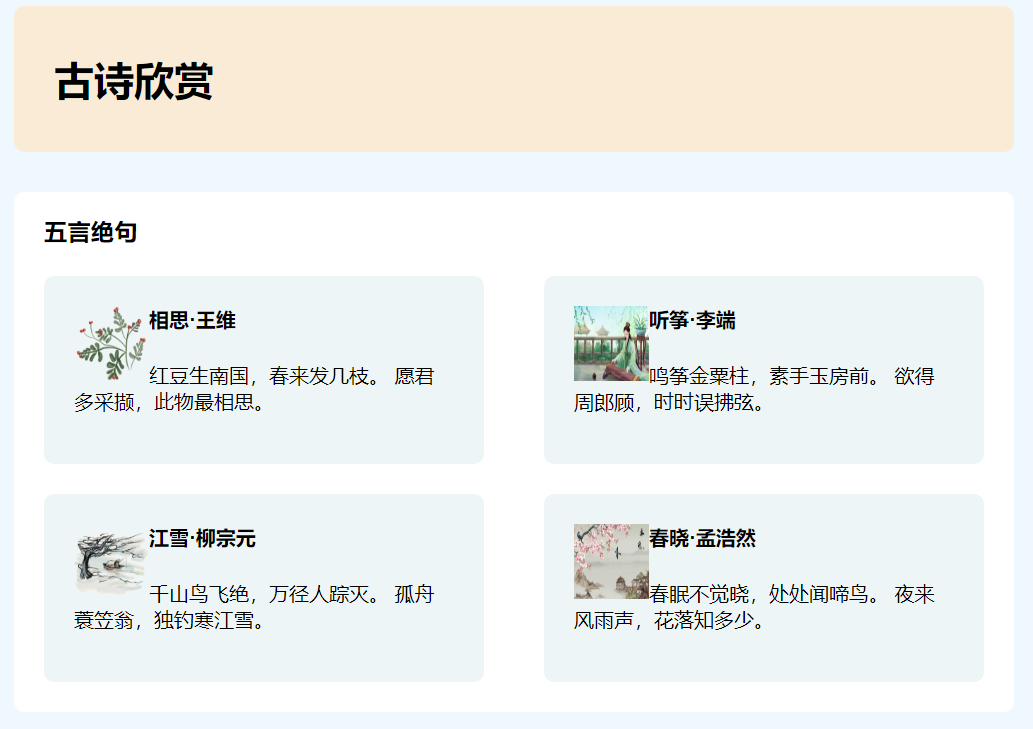 古诗欣赏
五言绝句
相思·王维
红豆生南国，春来发几枝。 愿君
多采撷，此物最相思。
听筝·李端
鸣筝金粟柱，素手玉房前。 欲得
周郎顾，时时误拂弦。
江雪·柳宗元
千山鸟飞绝，万径人踪灭。 孤舟
蓑笠翁，独钓寒江雪。
春晓·孟浩然
春眠不觉晓，处处闻啼鸟。 夜来
风雨声，花落知多少。